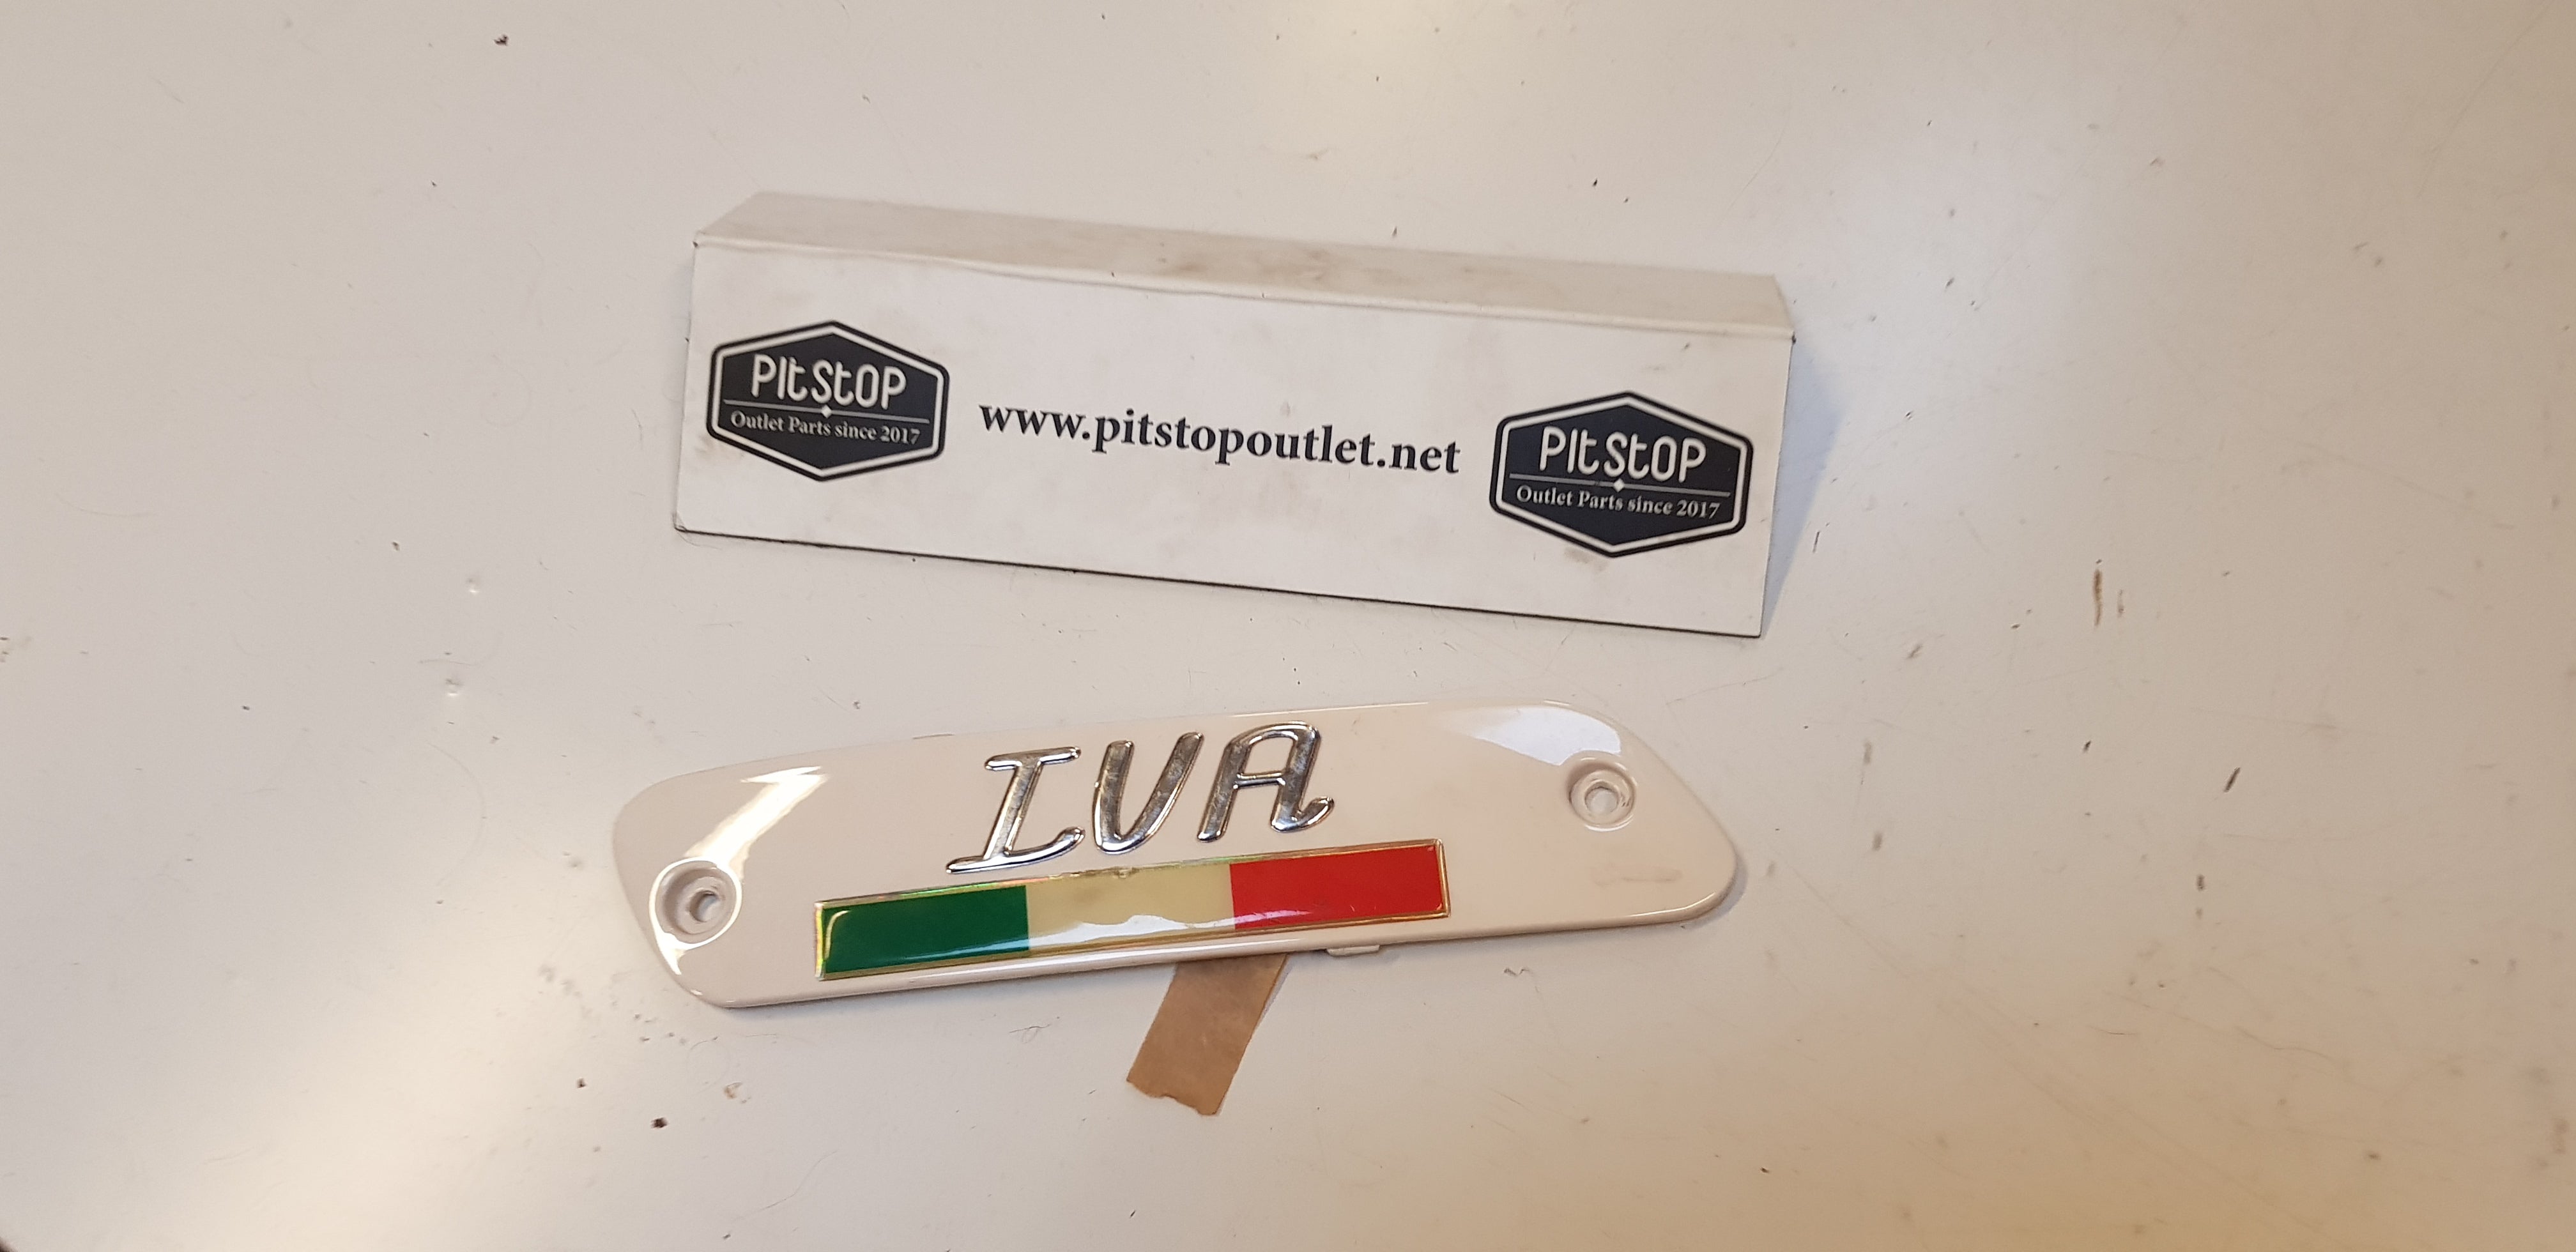 PItStOP
Outlet Parts since 2017
www.pitstopoutlet.net
PItStOP
Outlet Parts since 2017
IVA